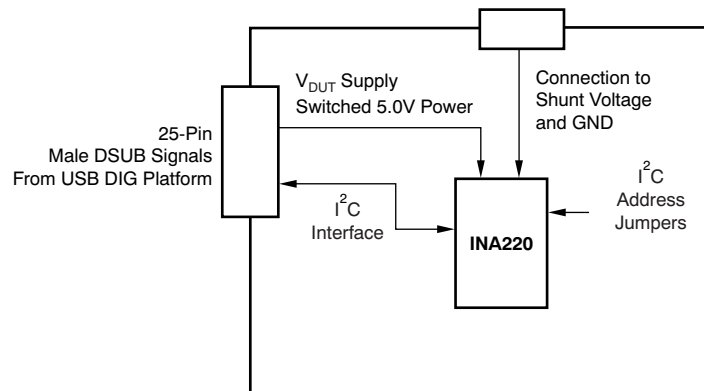 V_DUT Supply
Switched 5.0V Power
Connection to
Shunt Voltage
and GND
25-Pin
Male DSUB Signals
From USB DIG Platform
I²C
Interface
INA220
I²C
Address
Jumpers